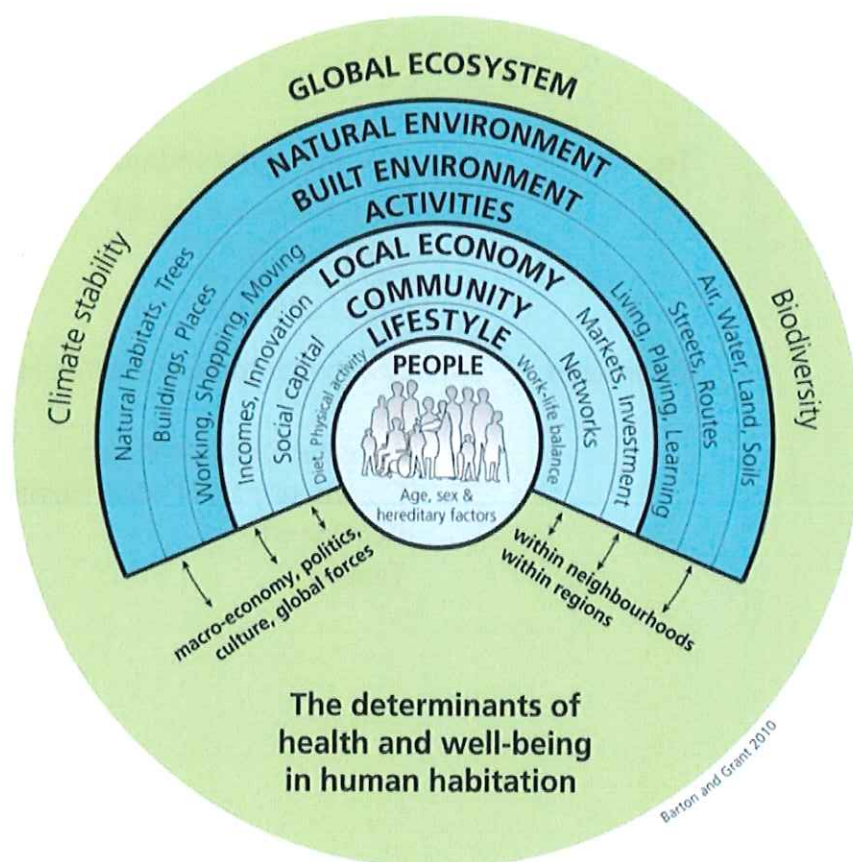 GLOBAL ECOSYSTEM
NATURAL ENVIRONMENT
BUILT ENVIRONMENT
ACTIVITIES
LOCAL ECONOMY
COMMUNITY
LIFESTYLE
PEOPLE
Age, sex &
hereditary factors
Climate stability
Natural habitats, Trees
Buildings, Places
Working, Shopping, Moving
Incomes, Innovation
Social capital
Diet, Physical activity
Work-life balance
Networks
Markets, Investment
Living, Playing, Learning
Streets, Routes
Air, Water, Land, Soils
Biodiversity
macro-economy, politics,
culture, global forces
within neighbourhoods
within regions
The determinants of
health and well-being
in human habitation
Barton and Grant 2010